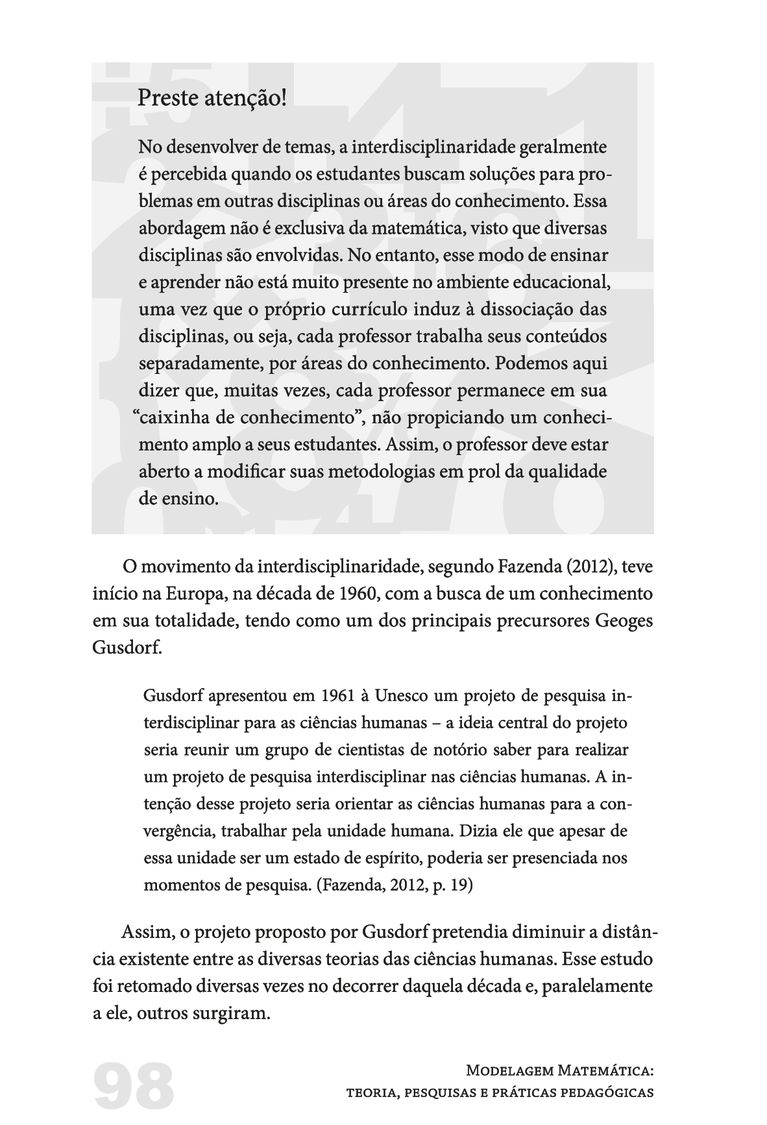 Preste atenção!
No desenvolver de temas, a interdisciplinaridade geralmente
é percebida quando os estudantes buscam soluções para pro-
blemas em outras disciplinas ou áreas do conhecimento. Essa
abordagem não é exclusiva da matemática, visto que diversas
disciplinas são envolvidas. No entanto, esse modo de ensinar
e aprender não está muito presente no ambiente educacional,
uma vez que o próprio currículo induz à dissociação das
disciplinas, ou seja, cada professor trabalha seus conteúdos
separadamente, por áreas do conhecimento. Podemos aqui
dizer que, muitas vezes, cada professor permanece em sua
“caixinha de conhecimento”, não propiciando um conheci-
mento amplo a seus estudantes. Assim, o professor deve estar
aberto a modificar suas metodologias em prol da qualidade
de ensino.
O movimento da interdisciplinaridade, segundo Fazenda (2012), teve
início na Europa, na década de 1960, com a busca de um conhecimento
em sua totalidade, tendo como um dos principais precursores Geoges
Gusdorf.
Gusdorf apresentou em 1961 à Unesco um projeto de pesquisa in-
terdisciplinar para as ciências humanas – a ideia central do projeto
seria reunir um grupo de cientistas de notório saber para realizar
um projeto de pesquisa interdisciplinar nas ciências humanas. A in-
tenção desse projeto seria orientar as ciências humanas para a con-
vergência, trabalhar pela unidade humana. Dizia ele que apesar de
essa unidade ser um estado de espírito, poderia ser presenciada nos
momentos de pesquisa. (Fazenda, 2012, p. 19)
Assim, o projeto proposto por Gusdorf pretendia diminuir a distân-
cia existente entre as diversas teorias das ciências humanas. Esse estudo
foi retomado diversas vezes no decorrer daquela década e, paralelamente
a ele, outros surgiram.
98
Modelagem Matemática:
teoria, pesquisas e práticas pedagógicas